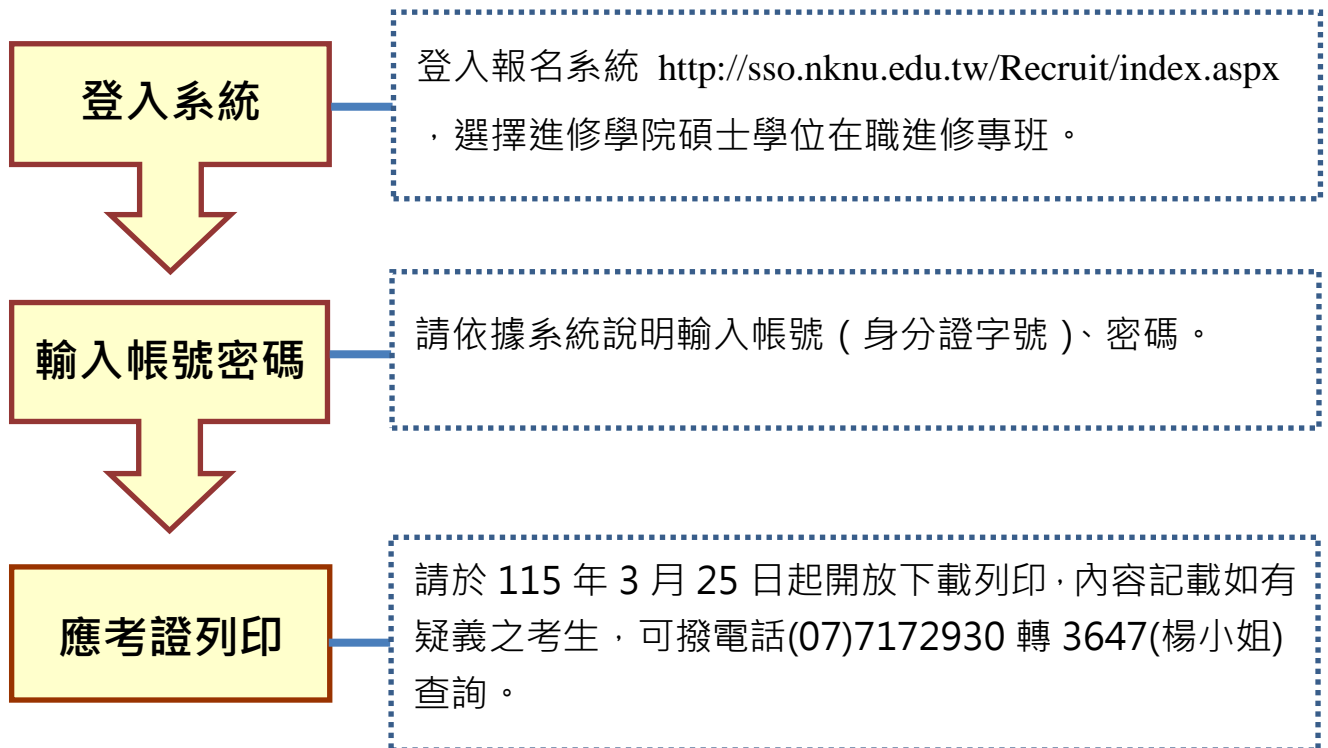 登入系統
登入報名系統 http://sso.nknu.edu.tw/Recruit/index.aspx
，選擇進修學院碩士學位在職進修專班。
輸入帳號密碼
請依據系統說明輸入帳號（身分證字號）、密碼。
應考證列印
請於 115 年 3 月 25 日起開放下載列印，內容記載如有
疑義之考生，可撥電話(07)7172930 轉 3647(楊小姐)
查詢。